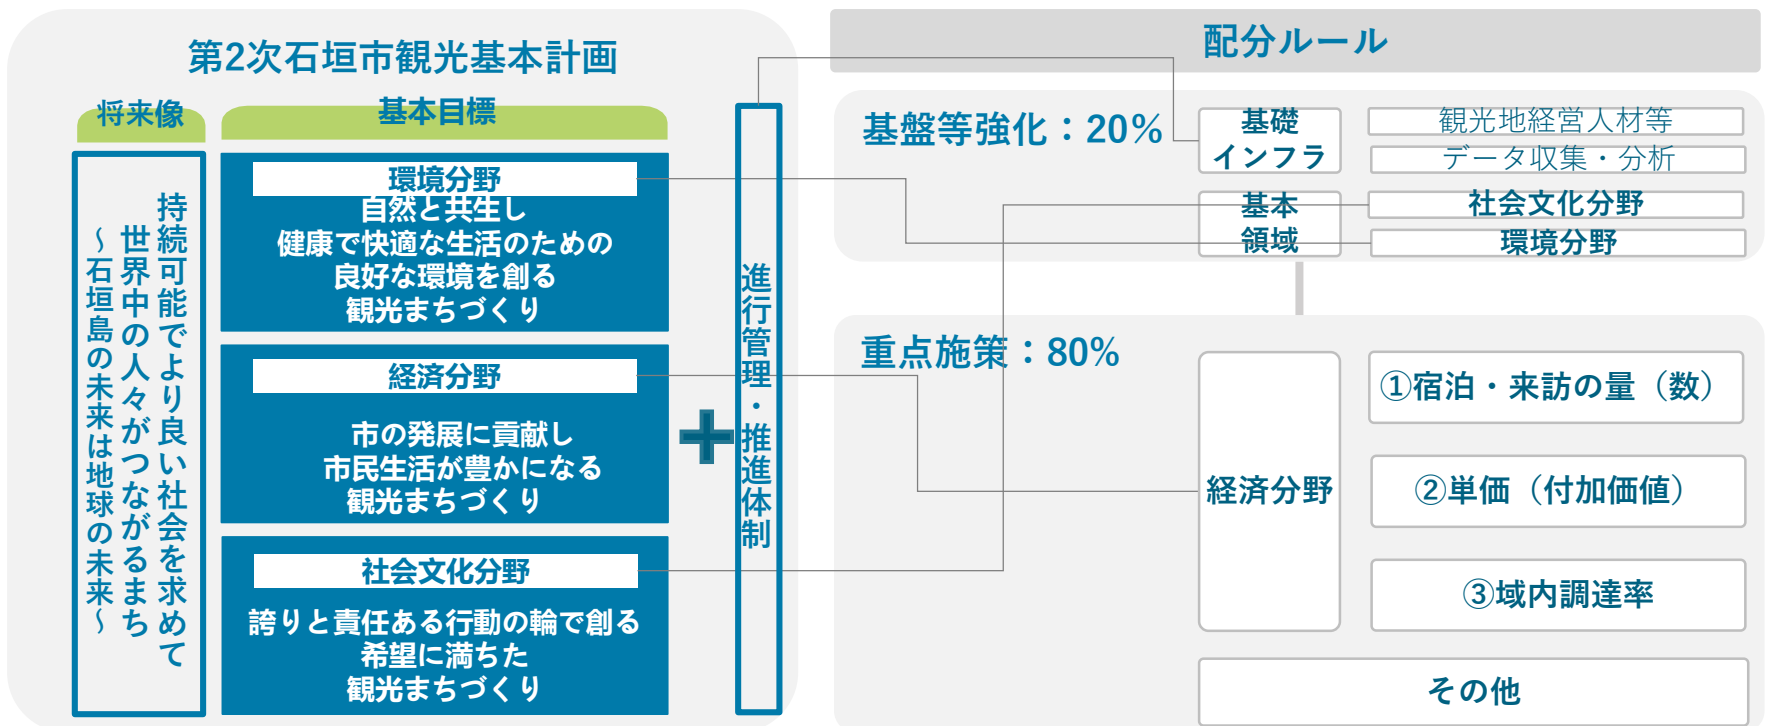 第2次石垣市観光基本計画
将来像
持続可能でより良い社会を求めて
世界中の人々がつながるまち
～石垣島の未来は地球の未来～
基本目標
環境分野
自然と共生し
健康で快適な生活のための
良好な環境を創る
観光まちづくり
経済分野
市の発展に貢献し
市民生活が豊かになる
観光まちづくり
社会文化分野
誇りと責任ある行動の輪で創る
希望に満ちた
観光まちづくり
進行管理・推進体制
配分ルール
基盤等強化：20%
基礎
インフラ
観光地経営人材等
データ収集・分析
基本
領域
社会文化分野
環境分野
重点施策：80%
経済分野
①宿泊・来訪の量（数）
②単価（付加価値）
③域内調達率
その他